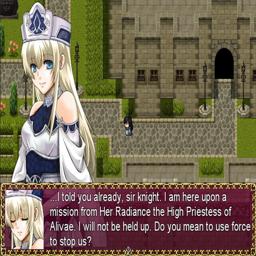 ...I told you already, sir knight. I am here upon a
mission from Her Radiance the High Priestess of
Alivae. I will not be held up. Do you mean to use force
to stop us?